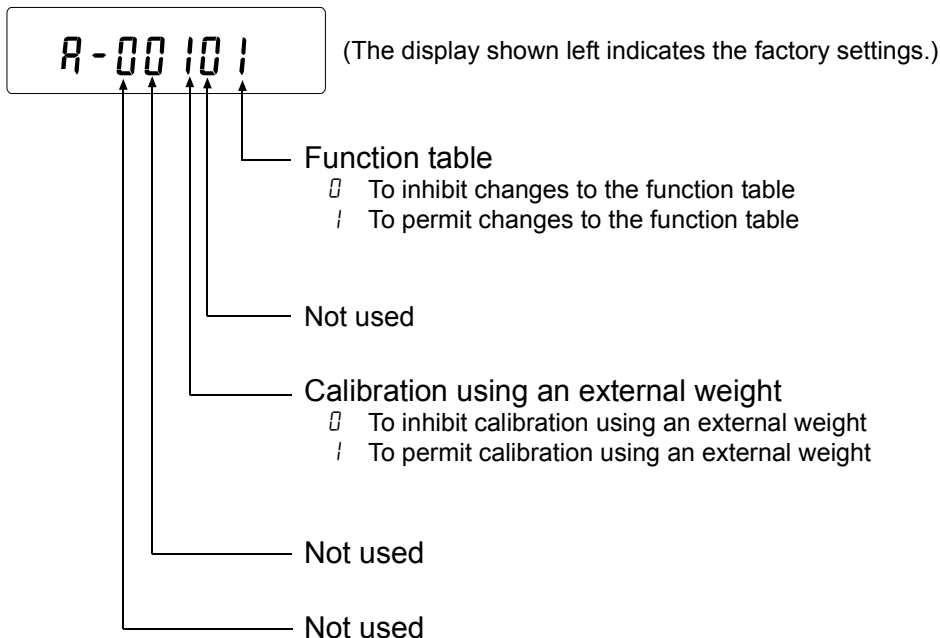 A-00101
(The display shown left indicates the factory settings.)
Function table
0 To inhibit changes to the function table
1 To permit changes to the function table
Not used
Calibration using an external weight
0 To inhibit calibration using an external weight
1 To permit calibration using an external weight
Not used
Not used